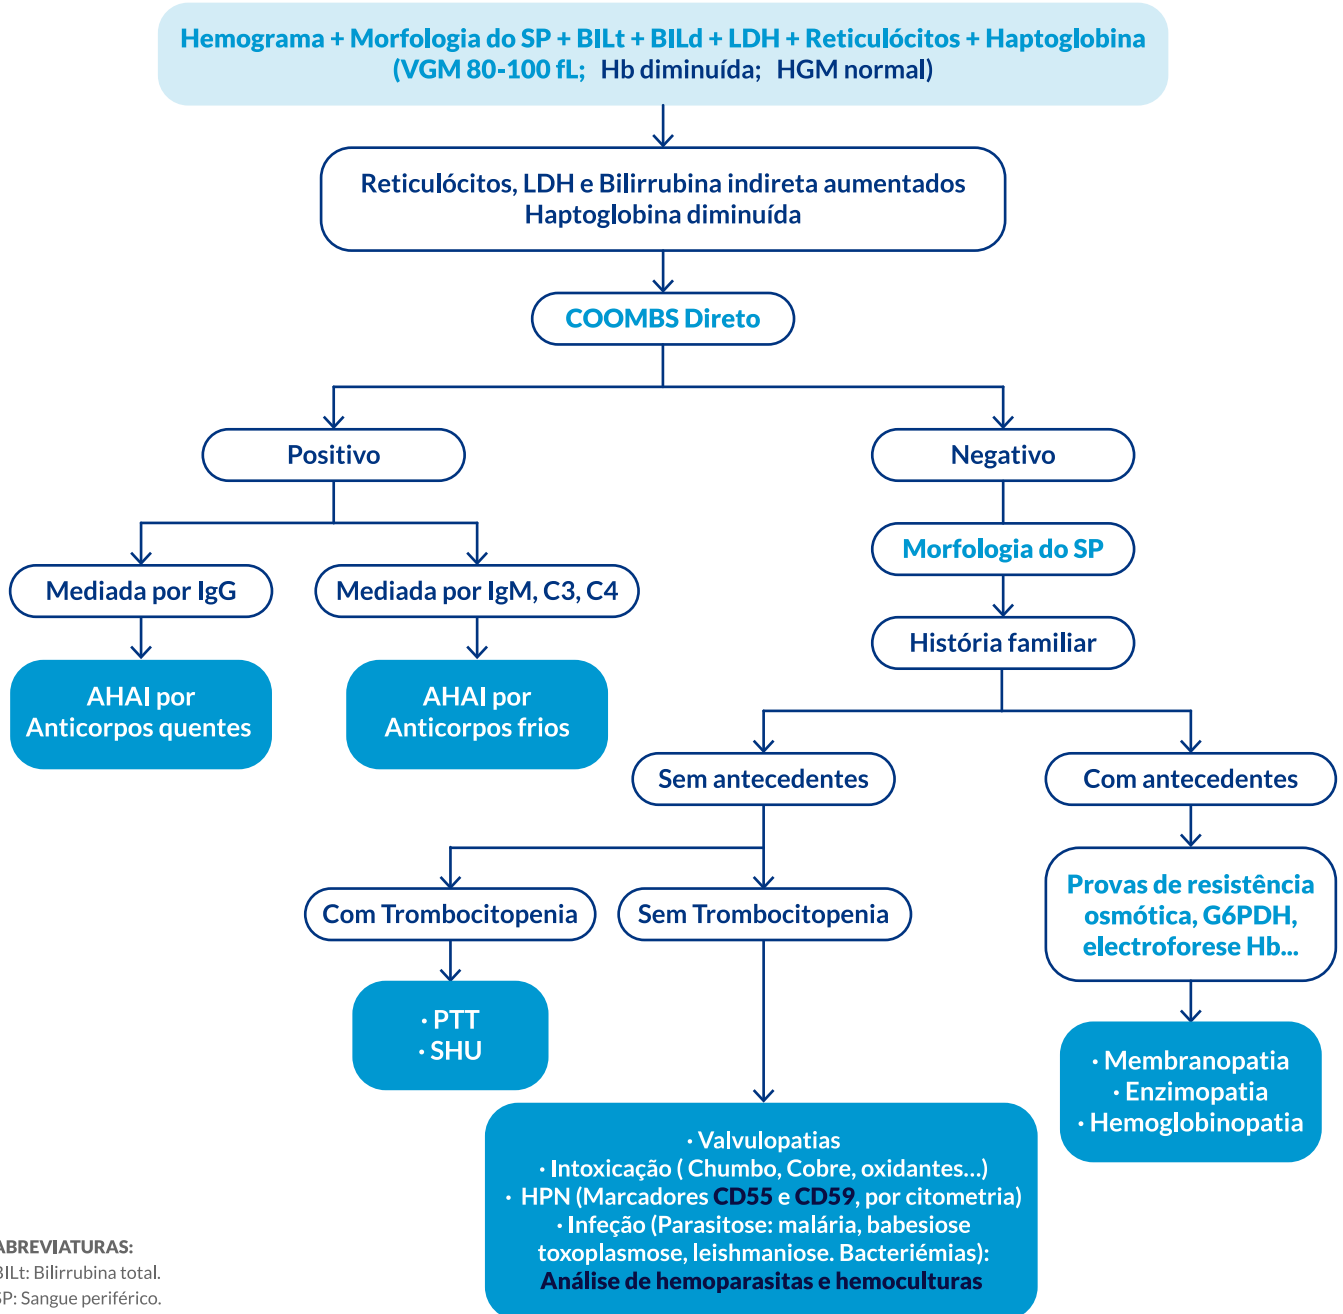 Hemograma + Morfologia do SP + BILt + BILd + LDH + Reticulócitos + Haptoglobina
(VGM 80-100 fL; Hb diminuída; HGM normal)
Reticulócitos, LDH e Bilirrubina indireta aumentados
Haptoglobina diminuída
COOMBS Direto
Positivo
Negativo
Morfologia do SP
Mediada por IgG
Mediada por IgM, C3, C4
História familiar
AHAI por
Anticorpos quentes
AHAI por
Anticorpos frios
Sem antecedentes
Com antecedentes
Com Trombocitopenia
Sem Trombocitopenia
Provas de resistência
osmótica, G6PDH,
electroforese Hb...
· PTT
· SHU
· Membranopatia
· Enzimopatia
· Hemoglobinopatia
· Valvulopatias
· Intoxicação ( Chumbo, Cobre, oxidantes...)
· HPN (Marcadores CD55 e CD59, por citometria)
· Infeção (Parasitose: malária, babesiose
toxoplasmose, leishmaniose. Bacteriémias):
Análise de hemoparasitas e hemoculturas
ABREVIATURAS:
BILt: Bilirrubina total.
SP: Sangue periférico.